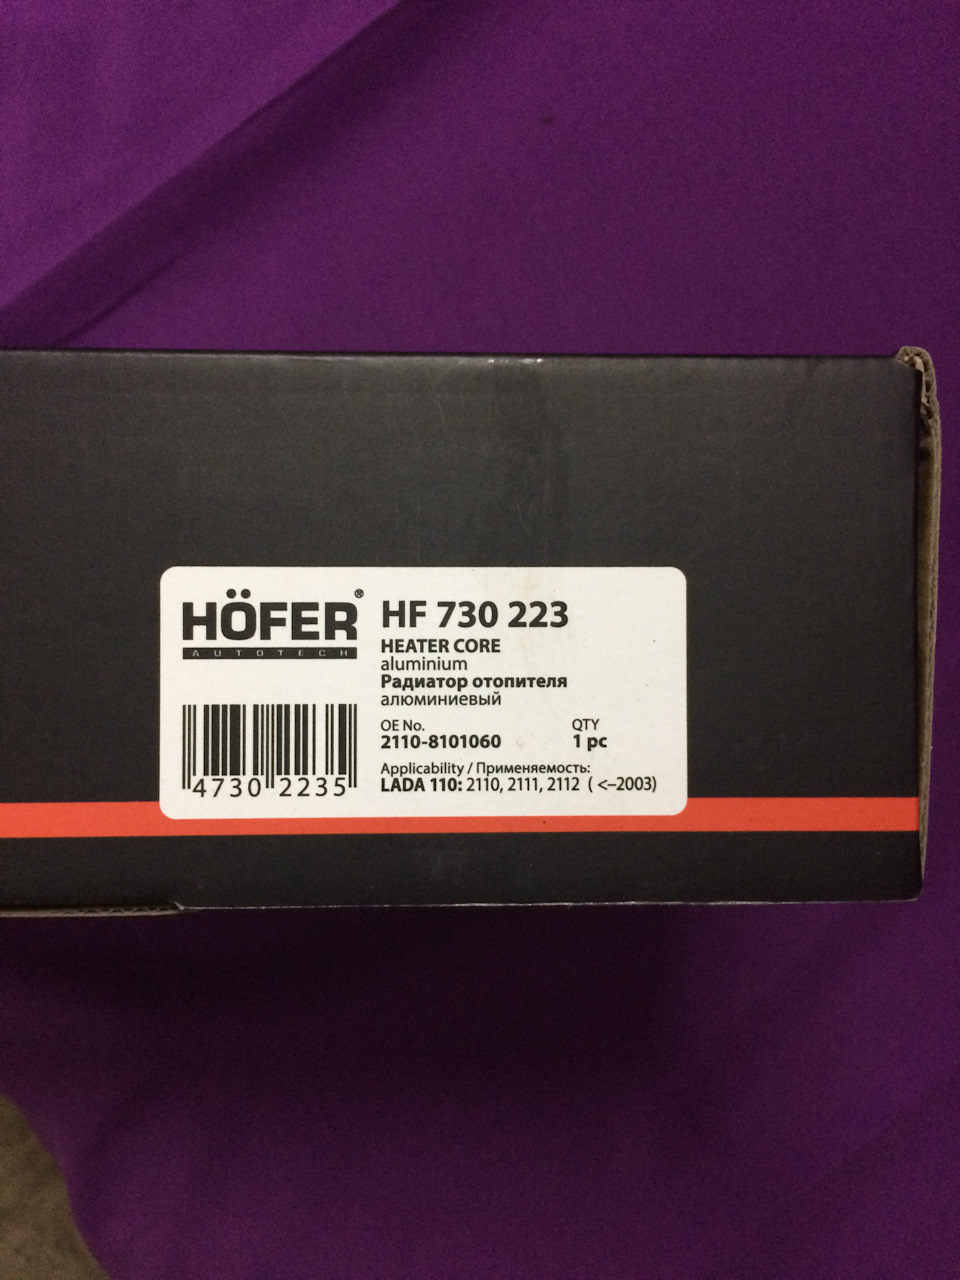 HÖFER®
AUTOTECH
HF 730 223
HEATER CORE
aluminium
Радиатор отопителя
алюминиевый
OE No. QTY
2110-8101060 1 pc
Applicability / Применяемость:
LADA 110: 2110, 2111, 2112 ( <–2003)
4730 2235